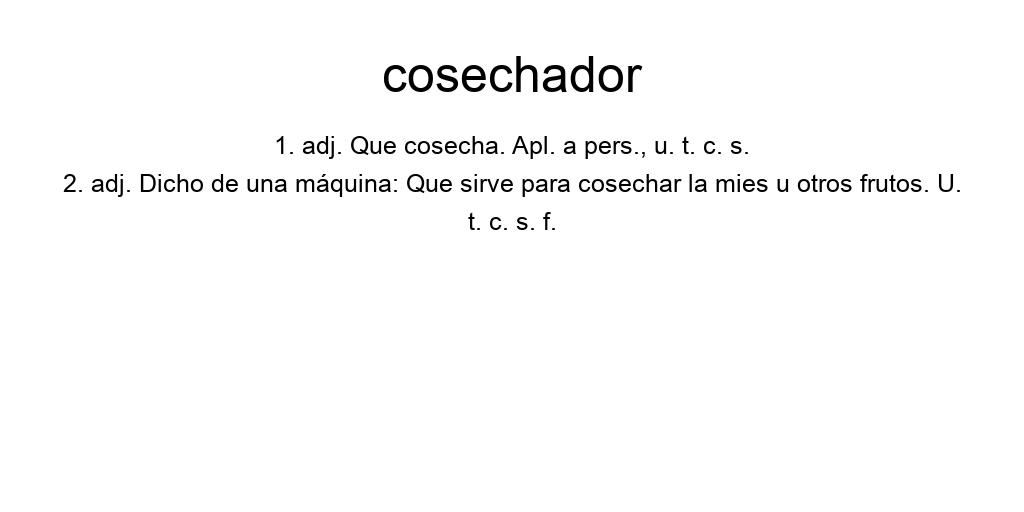 cosechador
1. adj. Que cosecha. Apl. a pers., u. t. c. s.
2. adj. Dicho de una máquina: Que sirve para cosechar la mies u otros frutos. U.
t. c. s. f.